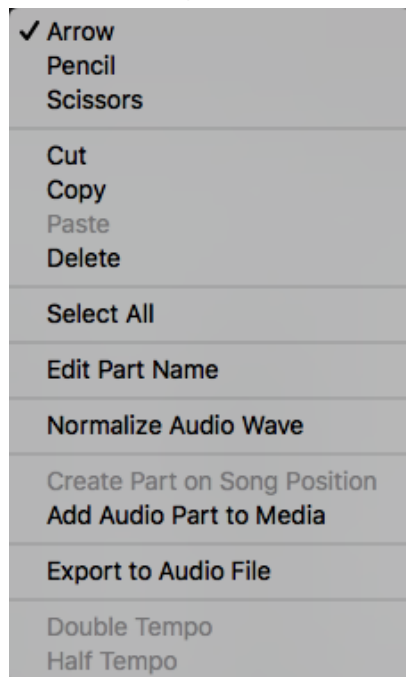 ✓ Arrow
Pencil
Scissors
Cut
Copy
Paste
Delete
Select All
Edit Part Name
Normalize Audio Wave
Create Part on Song Position
Add Audio Part to Media
Export to Audio File
Double Tempo
Half Tempo